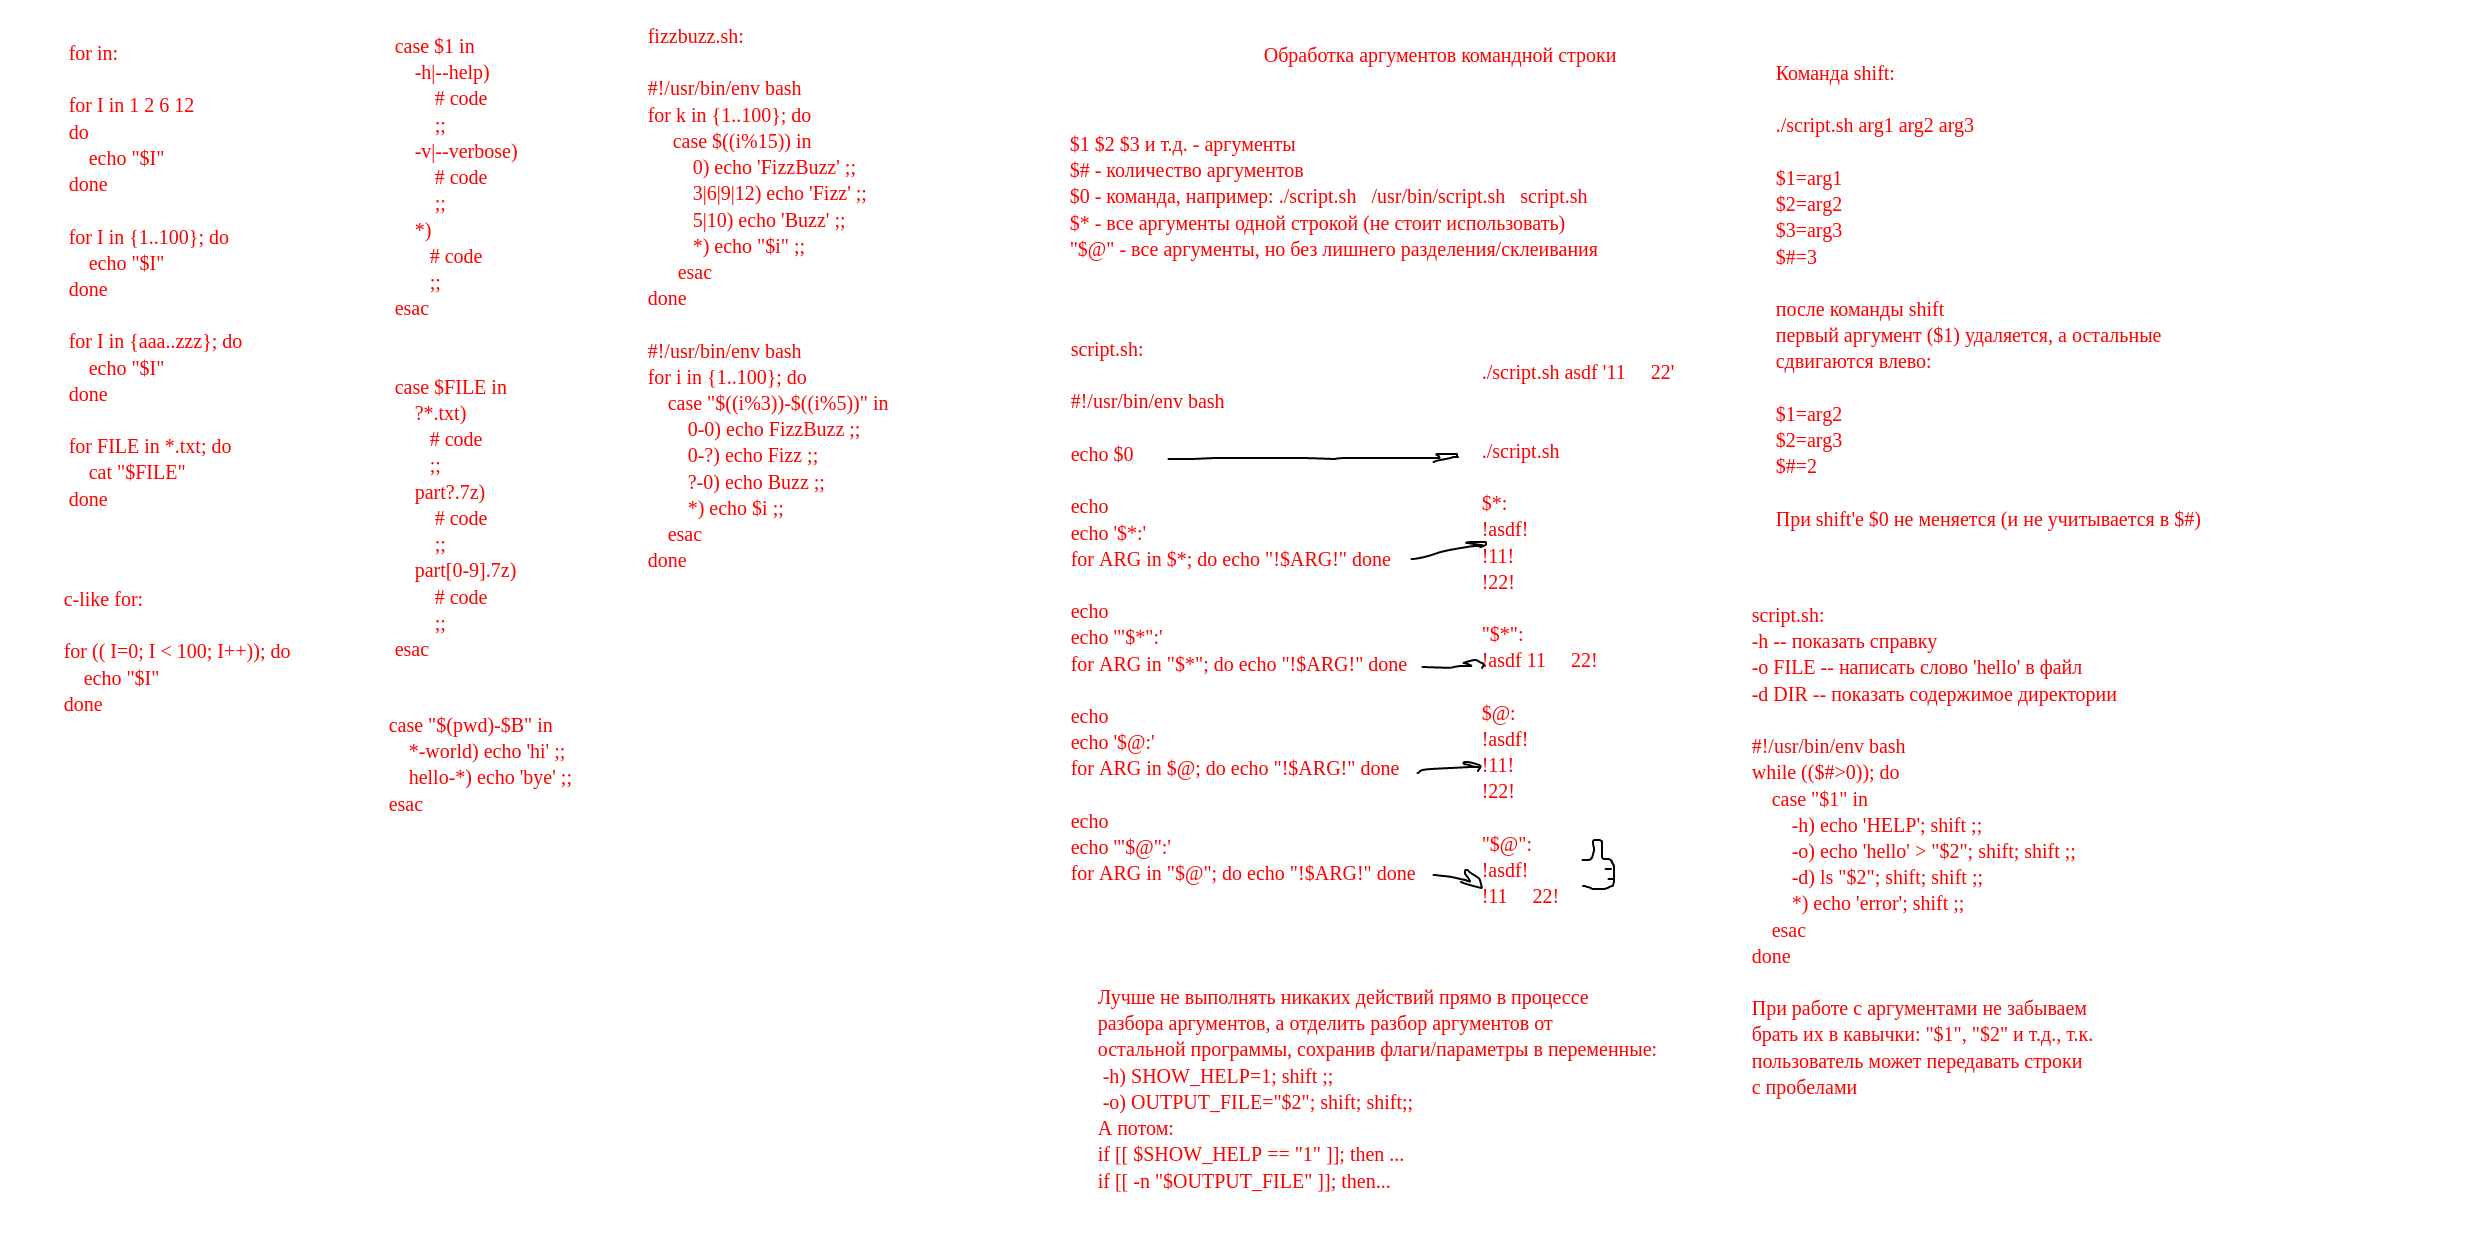 for in:

for I in 1 2 6 12
do
    echo "$I"
done

for I in {1..100}; do
    echo "$I"
done

for I in {aaa..zzz}; do
    echo "$I"
done

for FILE in *.txt; do
    cat "$FILE"
done

c-like for:

for (( I=0; I < 100; I++)); do
    echo "$I"
done

case $1 in
    -h|--help)
        # code
        ;;
    -v|--verbose)
        # code
        ;;
    *)
       # code
       ;;
esac

case $FILE in
    ?*.txt)
       # code
       ;;
    part?.7z)
        # code
        ;;
    part[0-9].7z)
        # code
        ;;
esac

case "$(pwd)-$B" in
    *-world) echo 'hi' ;;
    hello-*) echo 'bye' ;;
esac

fizzbuzz.sh:

#!/usr/bin/env bash
for k in {1..100}; do
     case $((i%15)) in
         0) echo 'FizzBuzz' ;;
         3|6|9|12) echo 'Fizz' ;;
         5|10) echo 'Buzz' ;;
         *) echo "$i" ;;
      esac
done

#!/usr/bin/env bash
for i in {1..100}; do
    case "$((i%3))-$((i%5))" in
        0-0) echo FizzBuzz ;;
        0-?) echo Fizz ;;
        ?-0) echo Buzz ;;
        *) echo $i ;;
    esac
done

Обработка аргументов командной строки

$1 $2 $3 и т.д. - аргументы
$# - количество аргументов
$0 - команда, например: ./script.sh   /usr/bin/script.sh   script.sh
$* - все аргументы одной строкой (не стоит использовать)
"$@" - все аргументы, но без лишнего разделения/склеивания

script.sh:

#!/usr/bin/env bash

echo $0

echo
echo '$*:'
for ARG in $*; do echo "!$ARG!" done

echo
echo '"$*":'
for ARG in "$*"; do echo "!$ARG!" done

echo
echo '$@:'
for ARG in $@; do echo "!$ARG!" done

echo
echo '"$@":'
for ARG in "$@"; do echo "!$ARG!" done

./script.sh asdf '11     22'

./script.sh

$*:
!asdf!
!11!
!22!

"$*":
!asdf 11     22!

$@:
!asdf!
!11!
!22!

"$@":
!asdf!
!11     22!

Лучше не выполнять никаких действий прямо в процессе
разбора аргументов, а отделить разбор аргументов от
остальной программы, сохранив флаги/параметры в переменные:
 -h) SHOW_HELP=1; shift ;;
 -o) OUTPUT_FILE="$2"; shift; shift;;
А потом:
if [[ $SHOW_HELP == "1" ]]; then ...
if [[ -n "$OUTPUT_FILE" ]]; then...

Команда shift:

./script.sh arg1 arg2 arg3

$1=arg1
$2=arg2
$3=arg3
$#=3

после команды shift
первый аргумент ($1) удаляется, а остальные
сдвигаются влево:

$1=arg2
$2=arg3
$#=2

При shift'е $0 не меняется (и не учитывается в $#)

script.sh:
-h -- показать справку
-o FILE -- написать слово 'hello' в файл
-d DIR -- показать содержимое директории

#!/usr/bin/env bash
while (($#>0)); do
    case "$1" in
        -h) echo 'HELP'; shift ;;
        -o) echo 'hello' > "$2"; shift; shift ;;
        -d) ls "$2"; shift; shift ;;
        *) echo 'error'; shift ;;
    esac
done

При работе с аргументами не забываем
брать их в кавычки: "$1", "$2" и т.д., т.к.
пользователь может передавать строки
с пробелами